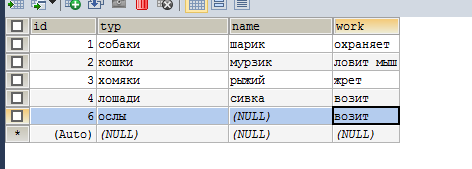 id typ name work
1 собаки шарик охраняет
2 кошки мурзик ловит мыш
3 хомяки рыжий жрет
4 лошади сивка возит
6 ослы (NULL) возит
* (Auto) (NULL) (NULL) (NULL)